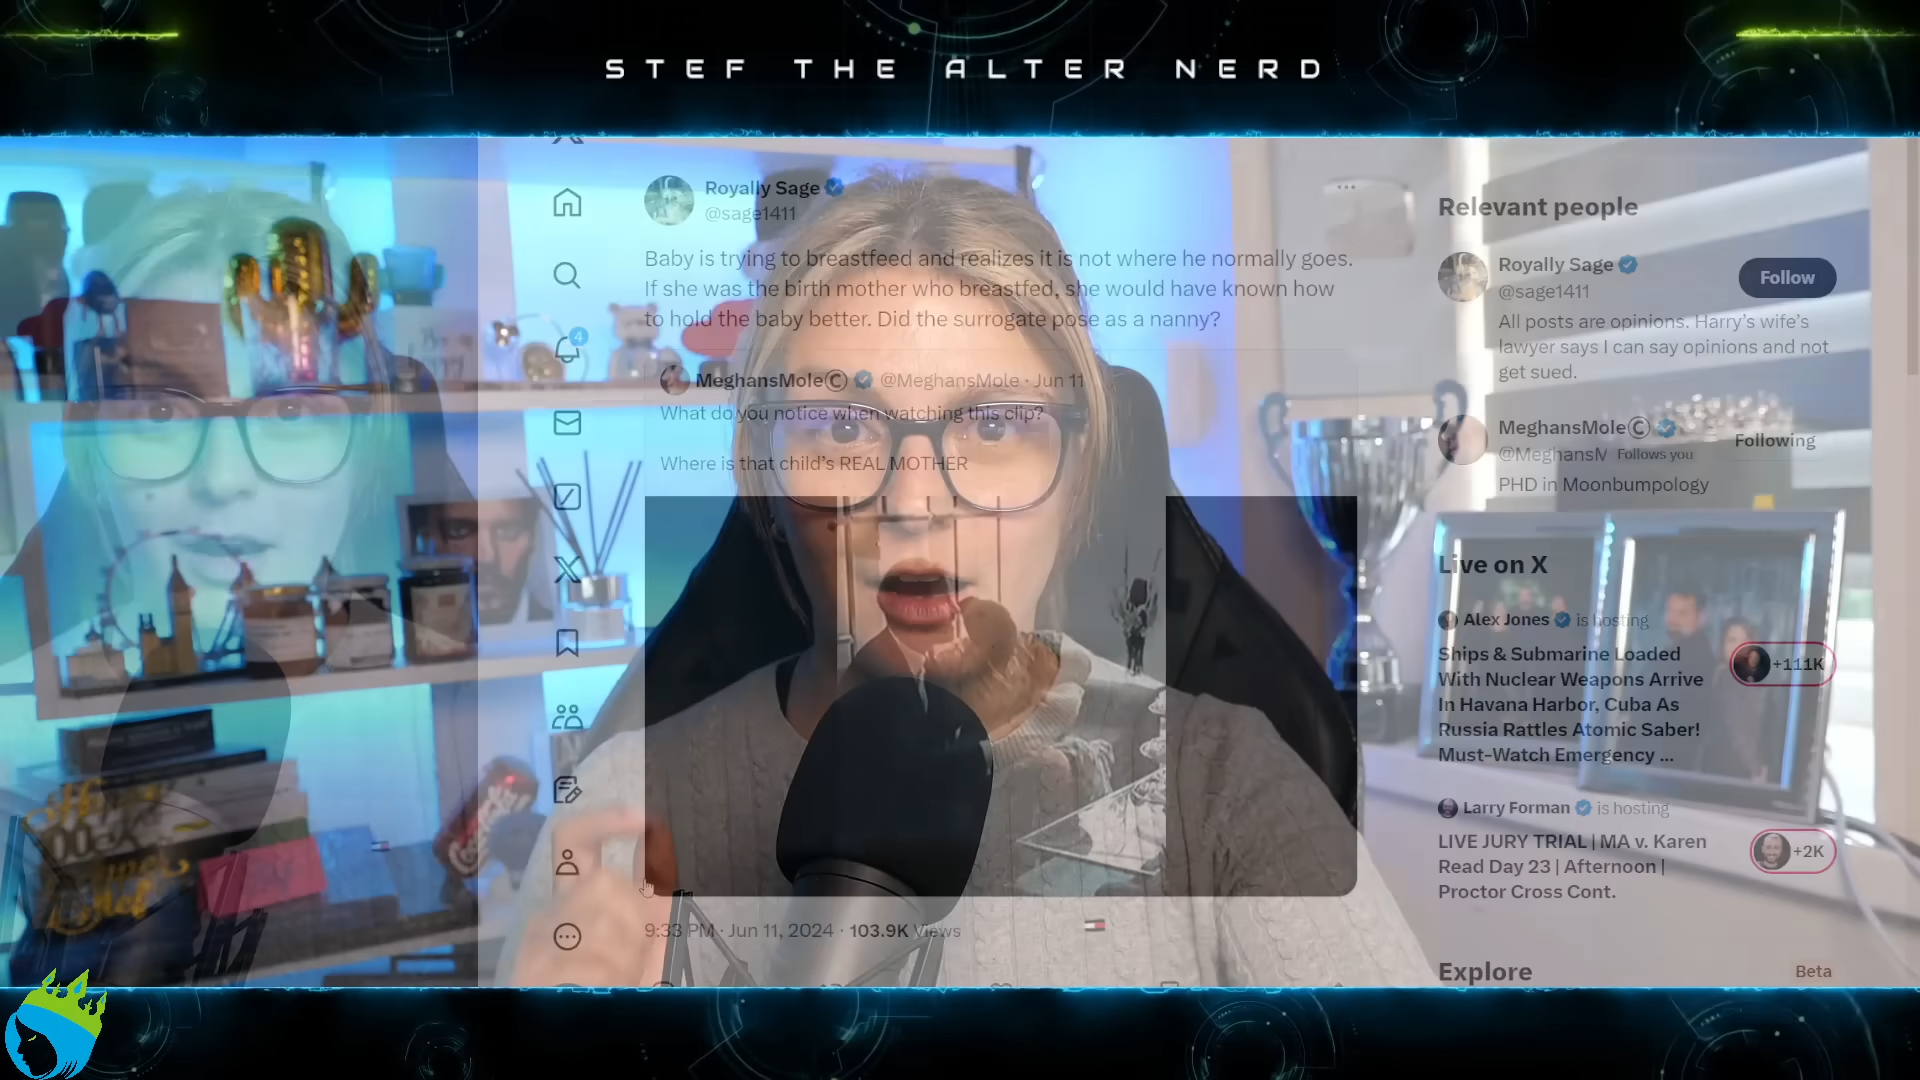 STEF THE ALTER NERD
Royally Sage
@sage1411
Baby is trying to breastfeed and realizes it is not where he normally goes.
If she was the birth mother who breastfed, she would have known how
to hold the baby better. Did the surrogate pose as a nanny?
MeghansMole© @MeghansMole · Jun 11
What do you notice when watching this clip?
Where is that child's REAL MOTHER
9:33 PM · Jun 11, 2024 · 103.9K Views
4
Relevant people
Royally Sage
@sage1411
Follow
All posts are opinions. Harry's wife's
lawyer says I can say opinions and not
get sued.
MeghansMole©
@MeghansM Follows you
Following
PHD in Moonbumpology
Live on X
Alex Jones is hosting
Ships & Submarine Loaded
With Nuclear Weapons Arrive
In Havana Harbor, Cuba As
Russia Rattles Atomic Saber!
Must-Watch Emergency ...
+111K
Larry Forman is hosting
LIVE JURY TRIAL | MA v. Karen
Read Day 23 | Afternoon |
Proctor Cross Cont.
+2K
Explore
Beta